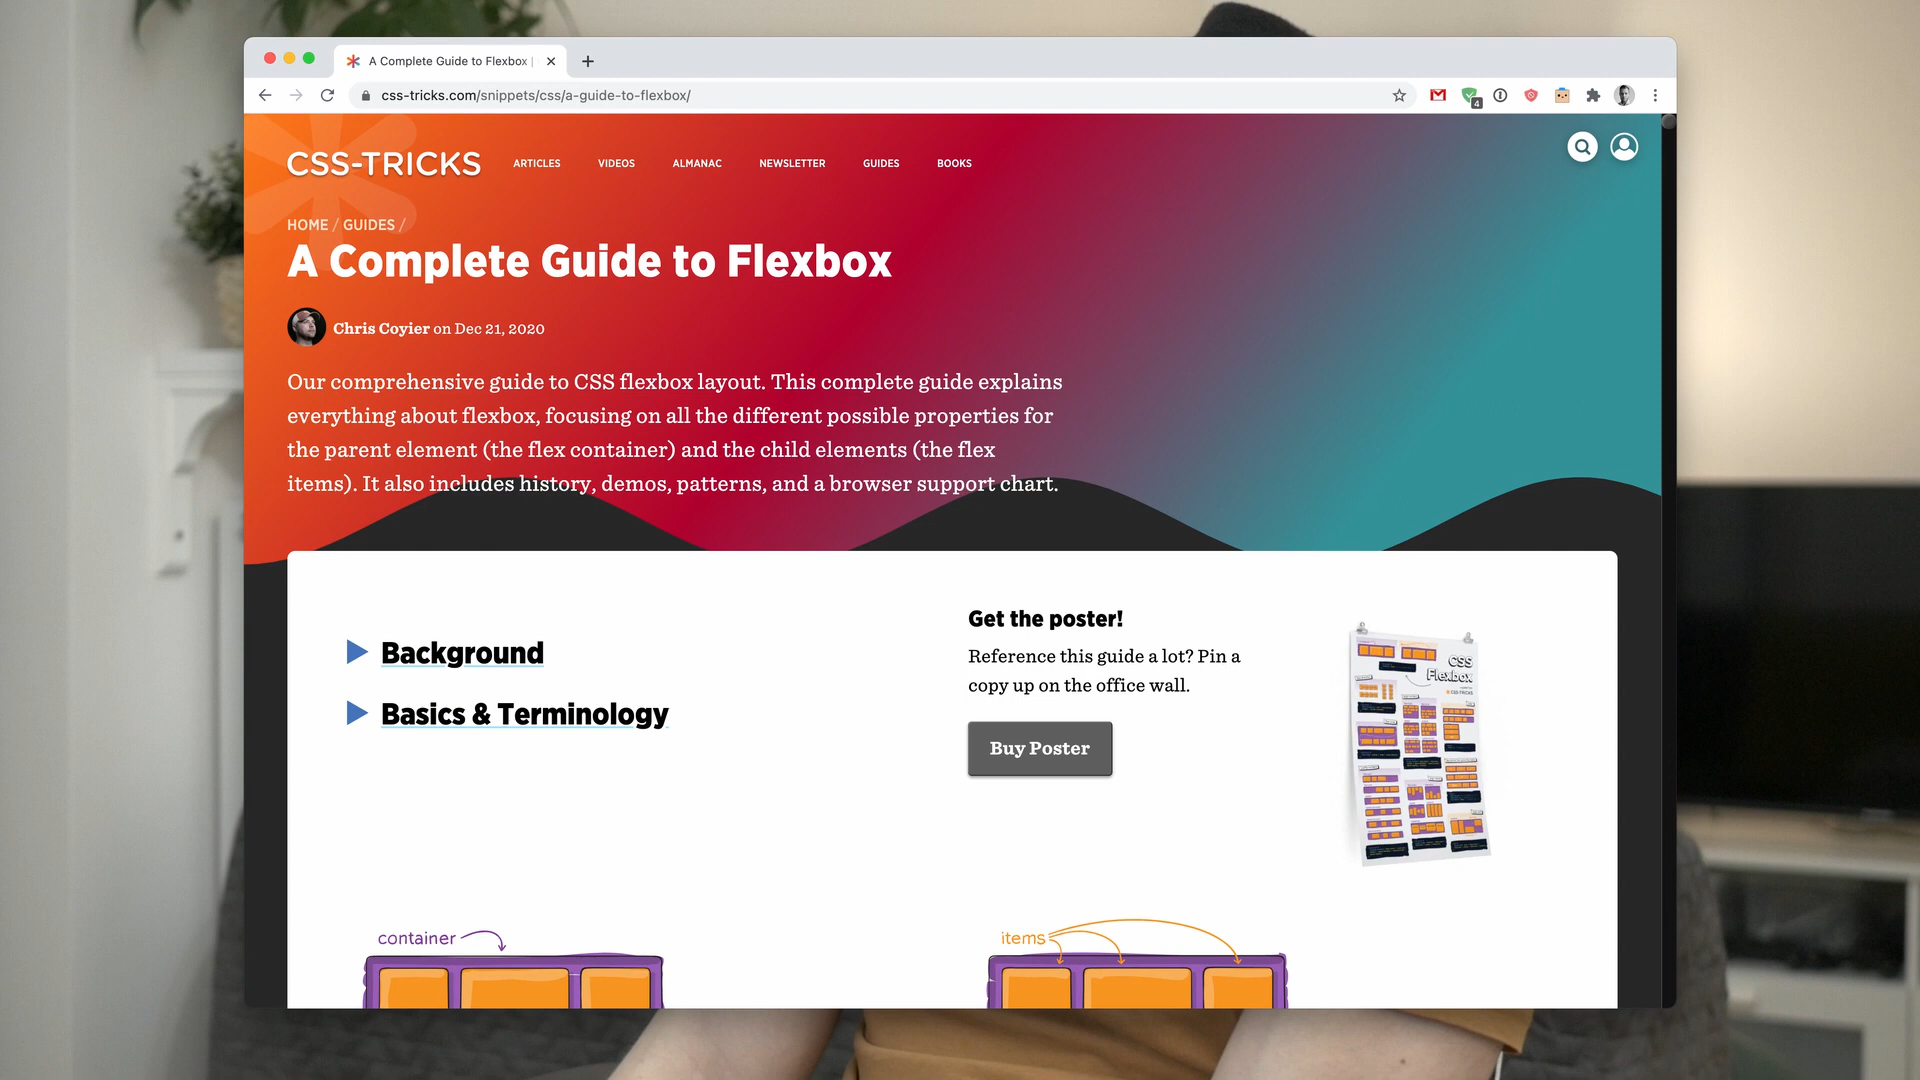 A Complete Guide to Flexbox |
css-tricks.com/snippets/css/a-guide-to-flexbox/
4
CSS-TRICKS
ARTICLES VIDEOS ALMANAC NEWSLETTER GUIDES BOOKS
HOME / GUIDES /
A Complete Guide to Flexbox
Chris Coyier on Dec 21, 2020
Our comprehensive guide to CSS flexbox layout. This complete guide explains
everything about flexbox, focusing on all the different possible properties for
the parent element (the flex container) and the child elements (the flex
items). It also includes history, demos, patterns, and a browser support chart.
Background
Basics & Terminology
Get the poster!
Reference this guide a lot? Pin a
copy up on the office wall.
Buy Poster
CSS
Flexbox
CSS-TRICKS
container
items